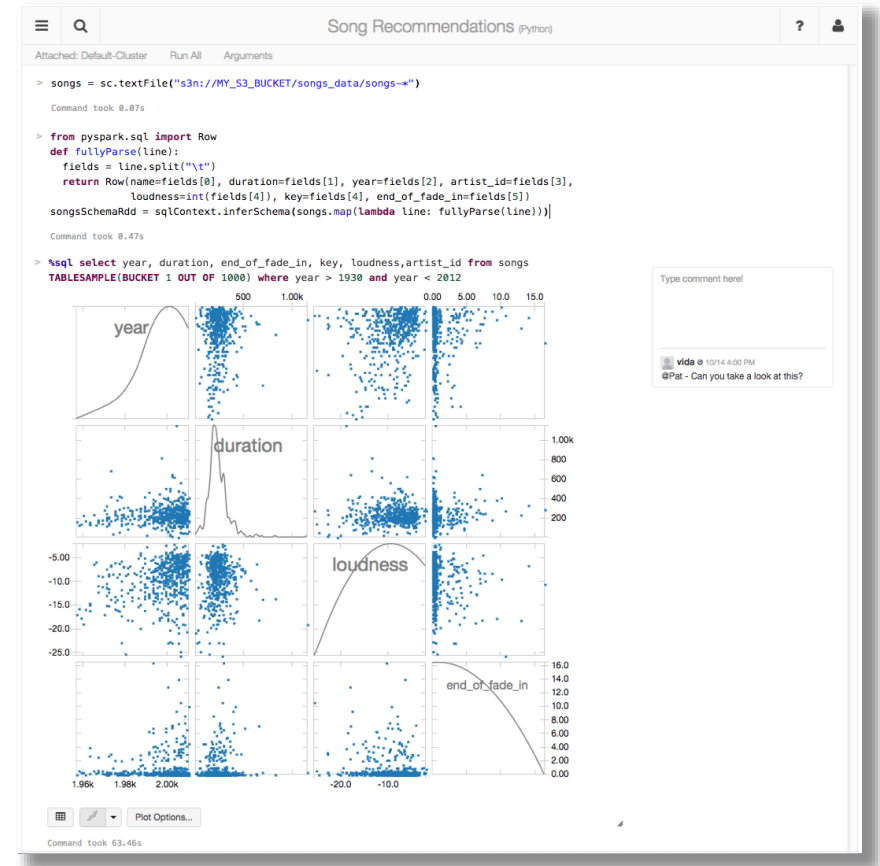 Song Recommendations (Python)
?
Attached: Default-Cluster Run All Arguments
> songs = sc.textFile("s3n://MY_S3_BUCKET/songs_data/songs-*")
Command took 0.07s
> from pyspark.sql import Row
def fullyParse(line):
fields = line.split("\t")
return Row(name=fields[0], duration=fields[1], year=fields[2], artist_id=fields[3],
loudness=int(fields[4]), key=fields[4], end_of_fade_in=fields[5])
songsSchemaRdd = sqlContext.inferSchema(songs.map(lambda line: fullyParse(line)))
Command took 0.47s
> %sql select year, duration, end_of_fade_in, key, loudness,artist_id from songs
TABLESAMPLE(BUCKET 1 OUT OF 1000) where year > 1930 and year < 2012
500 1.00k 0.00 5.00 10.0 15.0
year
duration
1.00k
800
600
400
200
loudness
-5.00
-10.0
-15.0
-20.0
-25.0
end_of_fade_in
16.0
14.0
12.0
10.0
8.00
6.00
4.00
2.00
0.00
1.96k 1.98k 2.00k -20.0 -10.0
Plot Options...
Command took 63.46s
Type comment here!
vida @ 10/14 4:00 PM
@Pat - Can you take a look at this?